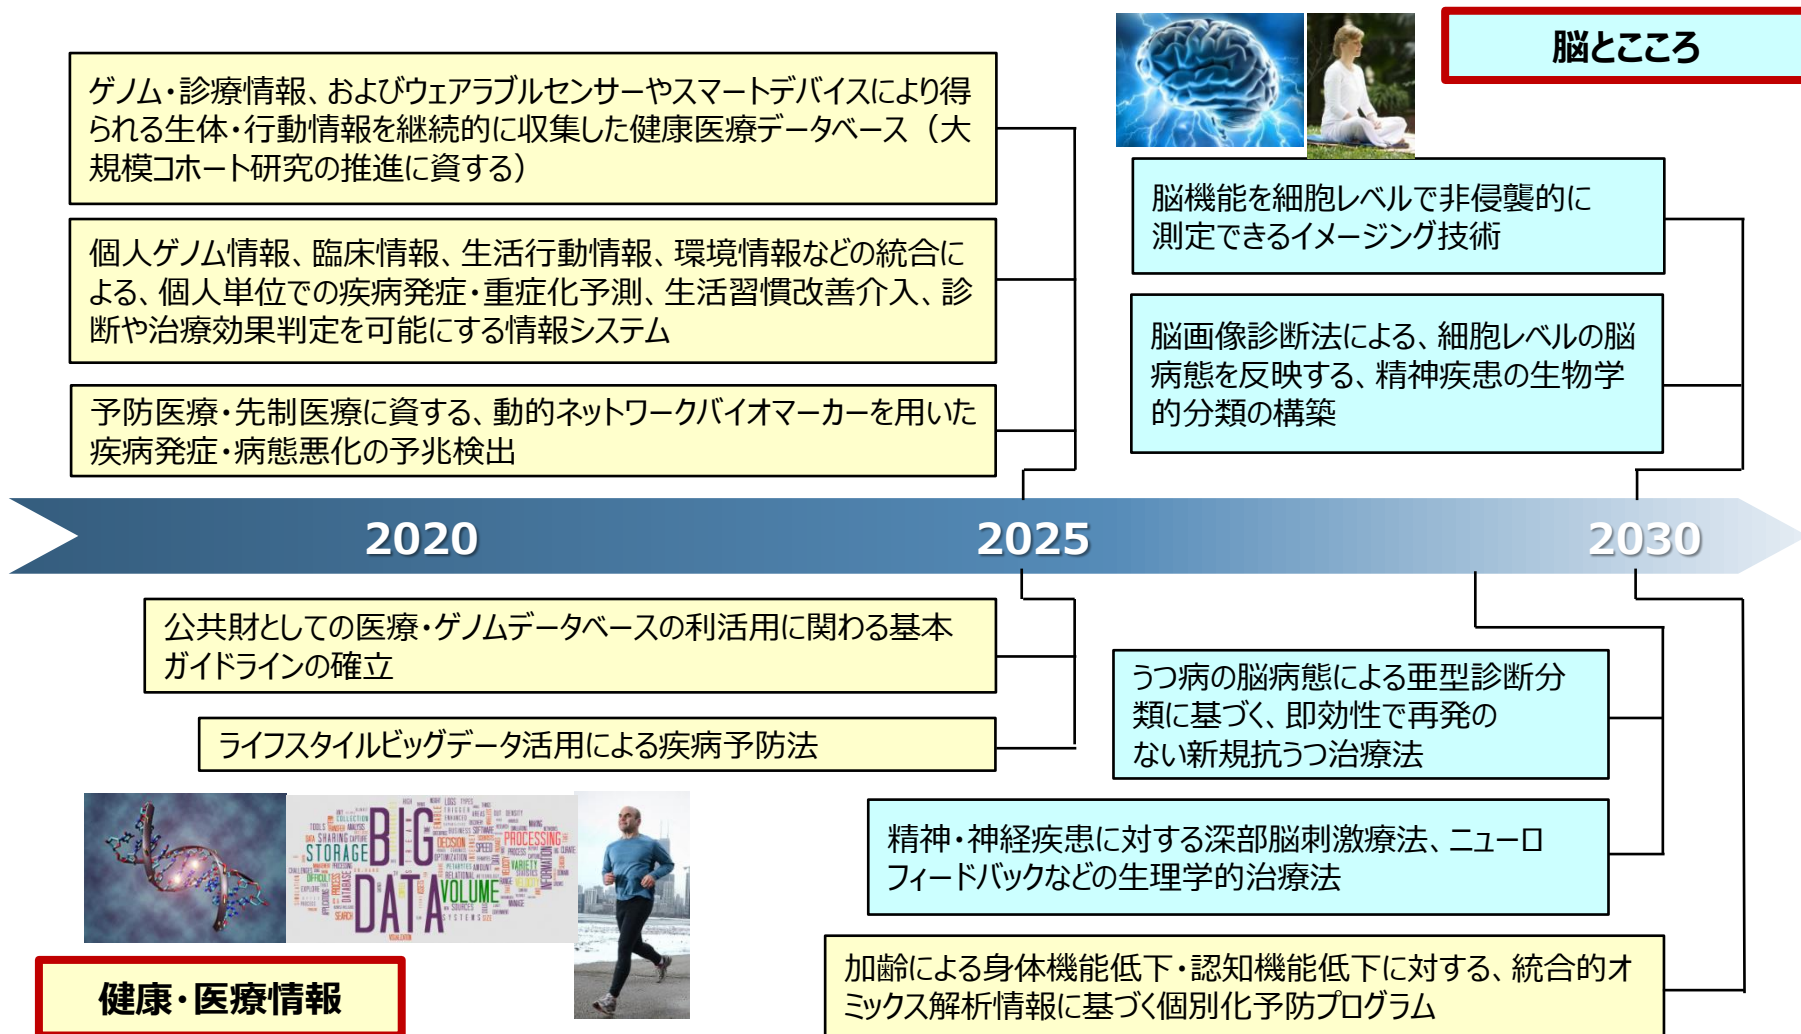 脳とこころ
ゲノム・診療情報、およびウェアラブルセンサーやスマートデバイスにより得
られる生体・行動情報を継続的に収集した健康医療データベース（大
規模コホート研究の推進に資する）
個人ゲノム情報、臨床情報、生活行動情報、環境情報などの統合に
よる、個人単位での疾病発症・重症化予測、生活習慣改善介入、診
断や治療効果判定を可能にする情報システム
予防医療・先制医療に資する、動的ネットワークバイオマーカーを用いた
疾病発症・病態悪化の予兆検出
脳機能を細胞レベルで非侵襲的に
測定できるイメージング技術
脳画像診断法による、細胞レベルの脳
病態を反映する、精神疾患の生物学
的分類の構築
2020
2025
2030
公共財としての医療・ゲノムデータベースの利活用に関わる基本
ガイドラインの確立
ライフスタイルビッグデータ活用による疾病予防法
うつ病の脳病態による亜型診断分
類に基づく、即効性で再発の
ない新規抗うつ治療法
精神・神経疾患に対する深部脳刺激療法、ニューロ
フィードバックなどの生理学的治療法
加齢による身体機能低下・認知機能低下に対する、統合的オ
ミックス解析情報に基づく個別化予防プログラム
BIG
DATA
STORAGE
VOLUME
PROCESSING
VARIETY
DECISION
SPEED
INFORMATION
SHARING
OPTIMIZATION
SOFTWARE
DATABASE
SEARCH
DIFFICULT
健康・医療情報